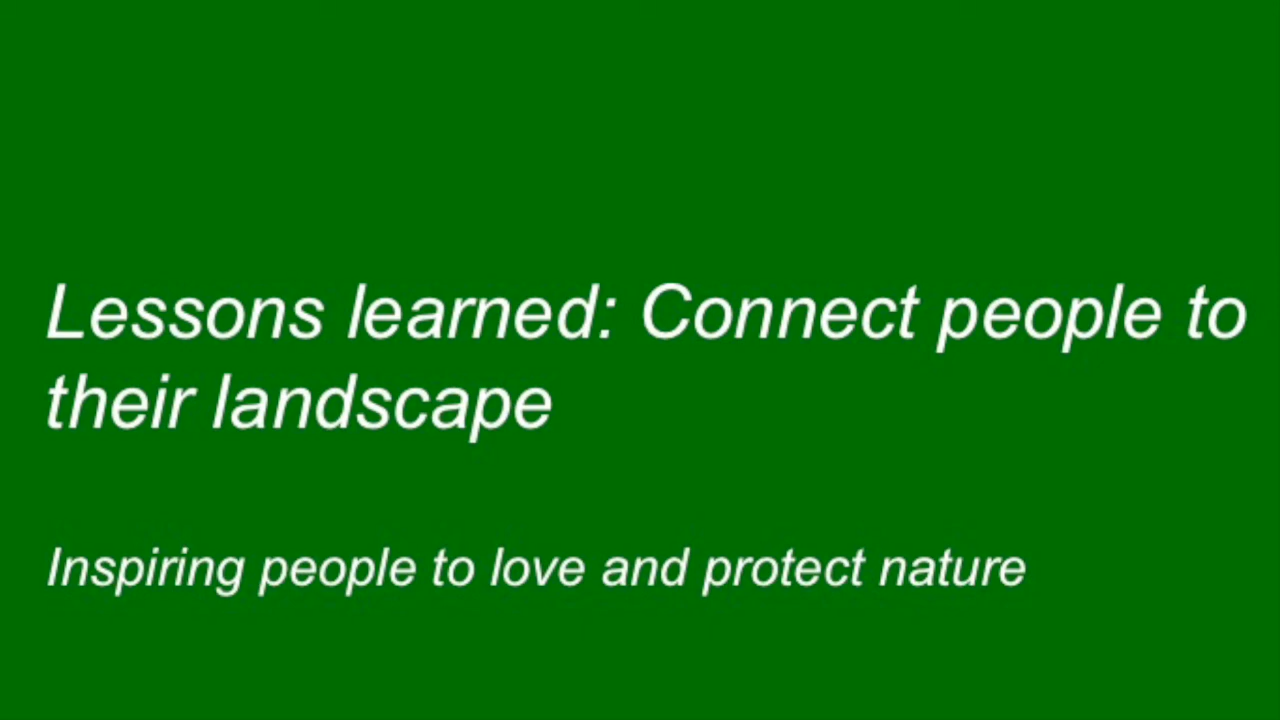 Lessons learned: Connect people to
their landscape
Inspiring people to love and protect nature